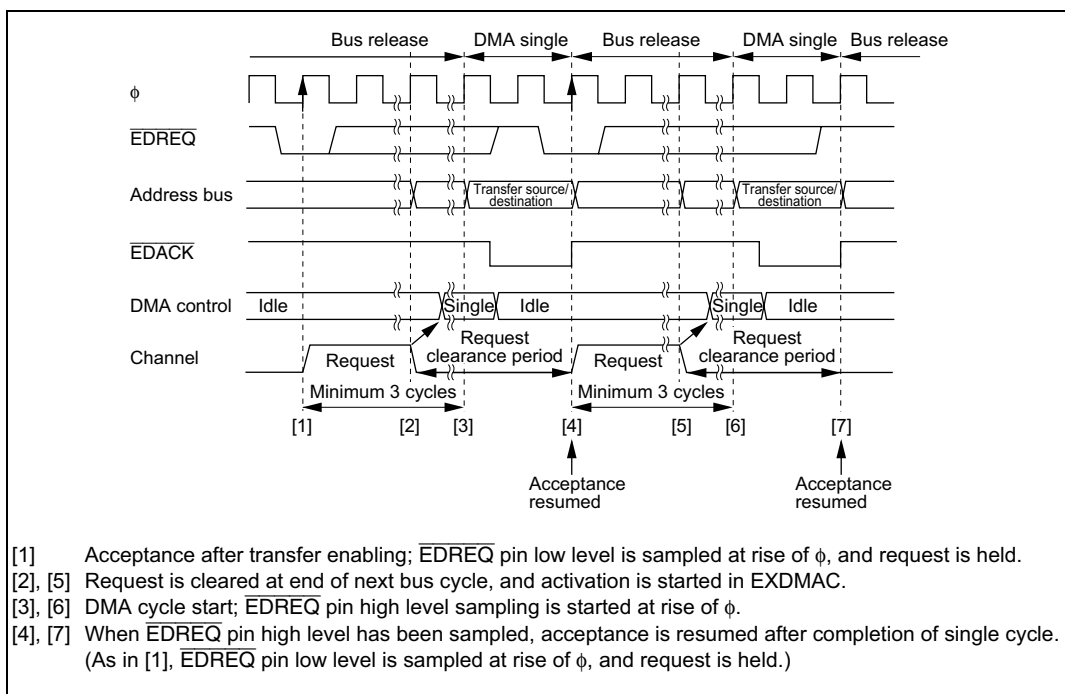 Bus release DMA single Bus release DMA single Bus release
ϕ
EDREQ
Address bus
Transfer source/
destination
Transfer source/
destination
EDACK
DMA control Idle Single Idle Single Idle
Channel Request Request
clearance period Request Request
clearance period
Minimum 3 cycles Minimum 3 cycles
[1] [2] [3] [4] [5] [6] [7]
Acceptance
resumed
Acceptance
resumed
[1] Acceptance after transfer enabling; EDREQ pin low level is sampled at rise of ϕ, and request is held.
[2], [5] Request is cleared at end of next bus cycle, and activation is started in EXDMAC.
[3], [6] DMA cycle start; EDREQ pin high level sampling is started at rise of ϕ.
[4], [7] When EDREQ pin high level has been sampled, acceptance is resumed after completion of single cycle.
(As in [1], EDREQ pin low level is sampled at rise of ϕ, and request is held.)